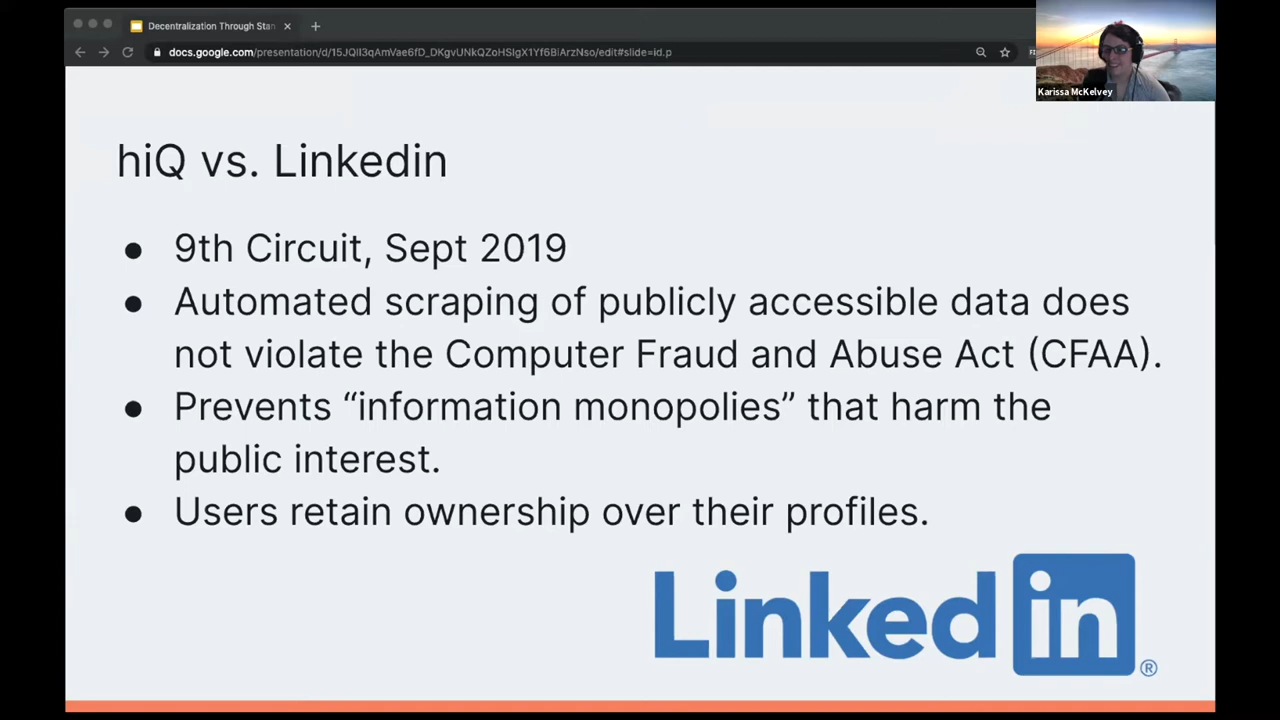 Decentralization Through Stan
docs.google.com/presentation/d/15JQlI3qAmVae6fD_DKgvUNkQZoHSIgX1Yf6BiArzNso/edit#slide=id.p
Karissa McKelvey
hiQ vs. Linkedin
● 9th Circuit, Sept 2019
● Automated scraping of publicly accessible data does
not violate the Computer Fraud and Abuse Act (CFAA).
● Prevents “information monopolies” that harm the
public interest.
● Users retain ownership over their profiles.
Linked in ®